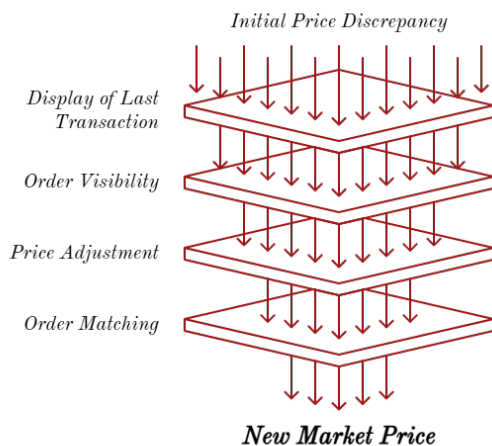 Initial Price Discrepancy
Display of Last
Transaction
Order Visibility
Price Adjustment
Order Matching
New Market Price